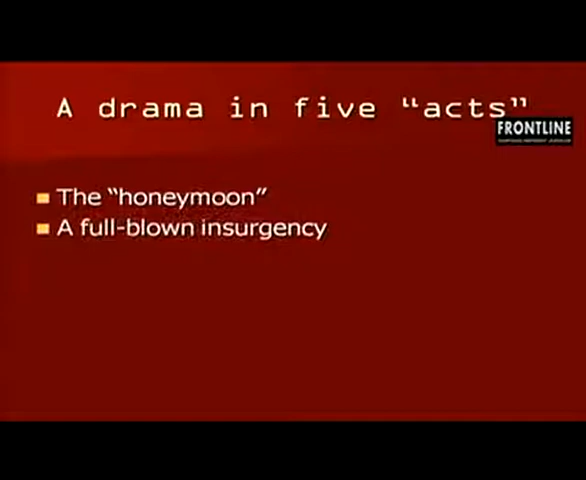 A drama in five “acts”
FRONTLINE
The “honeymoon”
A full-blown insurgency